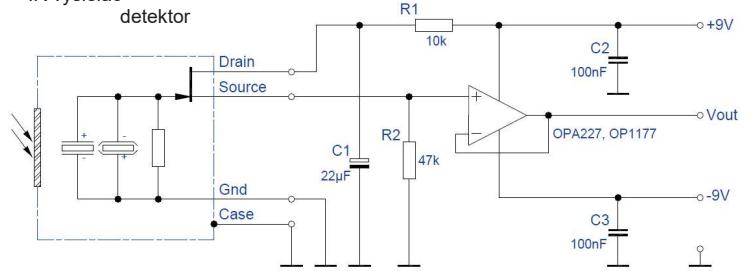 detektor
R1
10k
+9V
C2
100nF
Drain
Source
+
-
-
+
+
−
OPA227, OP1177
Vout
C1
22µF
R2
47k
Gnd
Case
-9V
C3
100nF